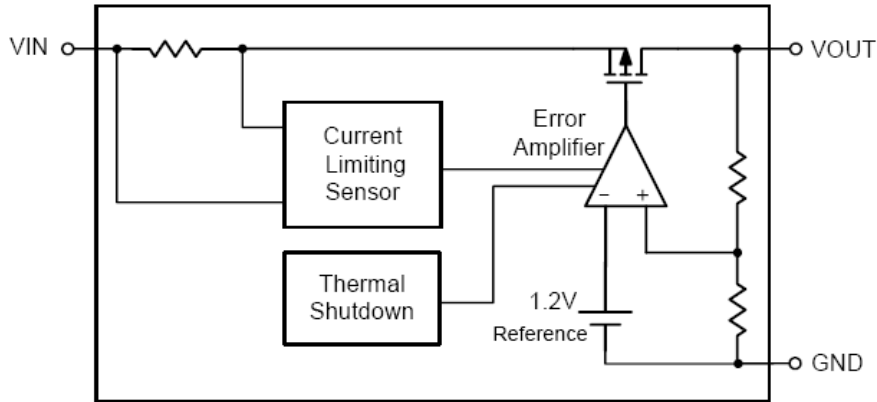 VIN
VOUT
Current
Limiting
Sensor
Error
Amplifier
− +
Thermal
Shutdown
1.2V
Reference
GND